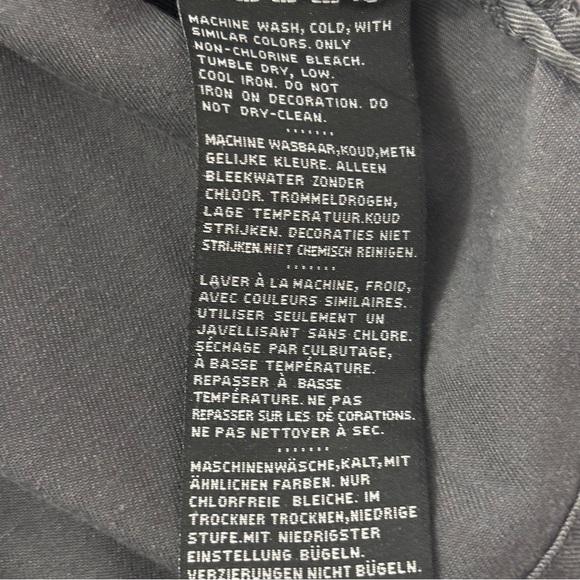 MACHINE WASH, COLD, WITH
SIMILAR COLORS. ONLY
NON-CHLORINE BLEACH.
TUMBLE DRY, LOW.
COOL IRON. DO NOT
IRON ON DECORATION. DO
NOT DRY-CLEAN.
.......
MACHINE WASBAAR,KOUD,METN
GELIJKE KLEURE. ALLEEN
BLEEKWATER ZONDER
CHLOOR. TROMMELDROGEN,
LAGE TEMPERATUUR.KOUD
STRIJKEN. DECORATIES NIET
STRIJKEN.NIET CHEMISCH REINIGEN.
.......
LAVER À LA MACHINE, FROID,
AVEC COULEURS SIMILAIRES.
UTILISER SEULEMENT UN
JAVELLISANT SANS CHLORE.
SÉCHAGE PAR CULBUTAGE,
À BASSE TEMPÉRATURE.
REPASSER À BASSE
TEMPÉRATURE. NE PAS
REPASSER SUR LES DÉ CORATIONS.
NE PAS NETTOYER À SEC.
.......
MASCHINENWÄSCHE,KALT,MIT
ÄHNLICHEN FARBEN. NUR
CHLORFREIE BLEICHE. IM
TROCKNER TROCKNEN,NIEDRIGE
STUFE.MIT NIEDRIGSTER
EINSTELLUNG BÜGELN.
VERZIERUNGEN NICHT BÜGELN.